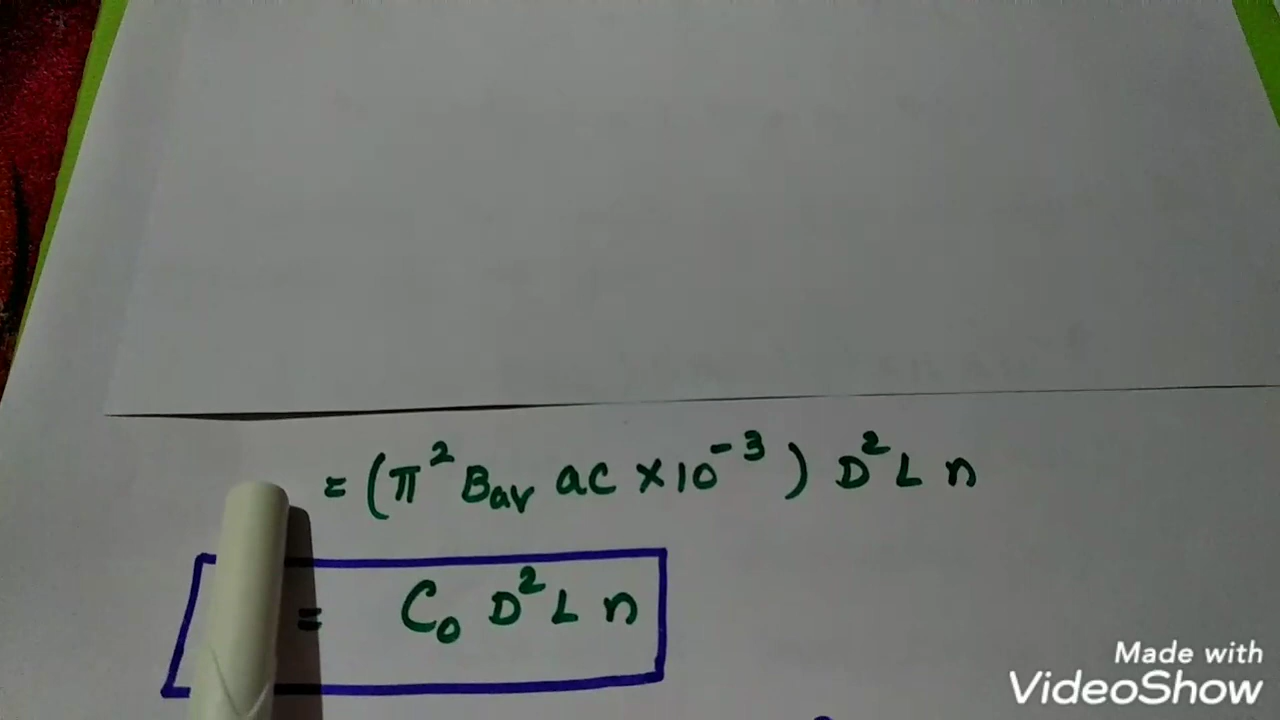 = (π² Bav ac × 10⁻³) D² L n
= C₀ D² L n
Made with
VideoShow